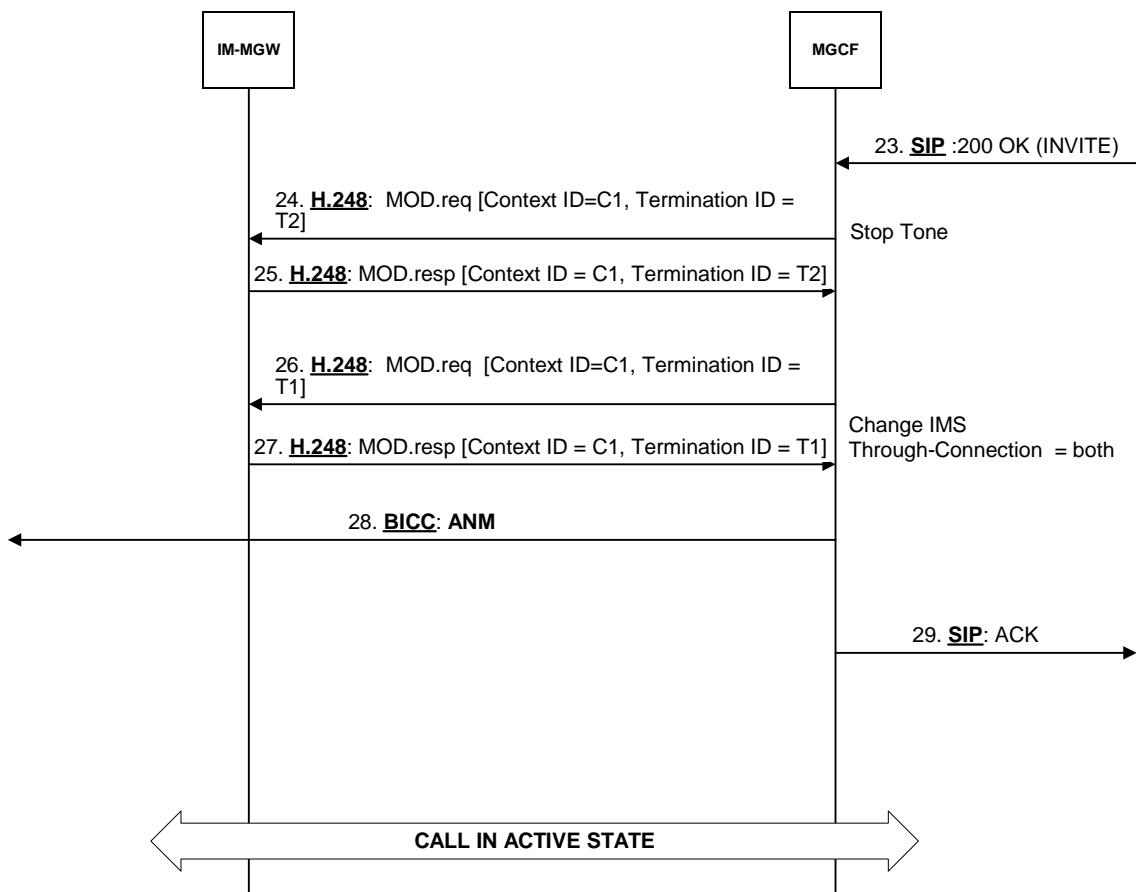 IM-MGW
MGCF
23. SIP :200 OK (INVITE)
24. H.248:  MOD.req [Context ID=C1, Termination ID =
T2]
Stop Tone
25. H.248: MOD.resp [Context ID = C1, Termination ID = T2]
26. H.248:  MOD.req  [Context ID=C1, Termination ID =
T1]
Change IMS
Through-Connection  = both
27. H.248: MOD.resp [Context ID = C1, Termination ID = T1]
28. BICC: ANM
29. SIP: ACK
CALL IN ACTIVE STATE